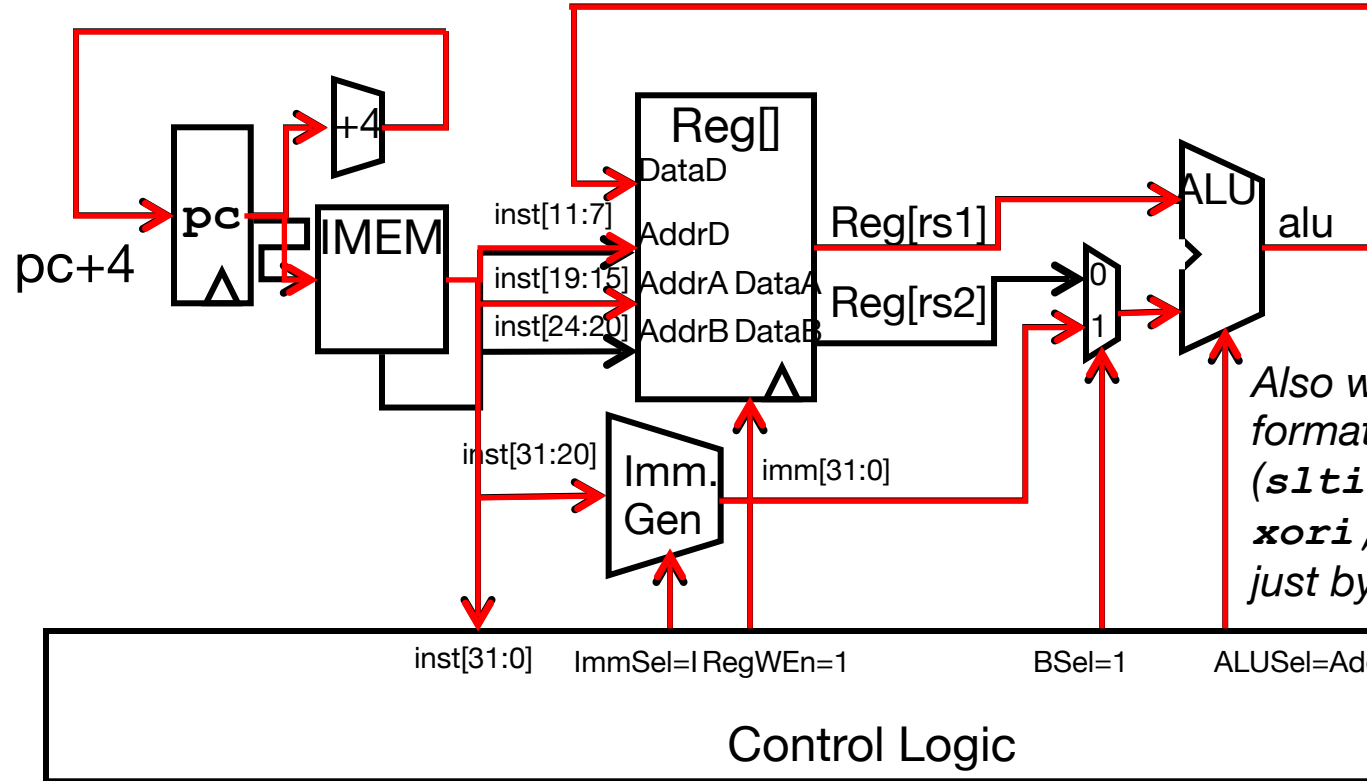 +4
Reg[]
DataD
ALU
pc
inst[11:7]
IMEM
AddrD
Reg[rs1]
alu
pc+4
inst[19:15]
AddrA DataA
0
inst[24:20]
AddrB DataB
Reg[rs2]
1
Also
format
(slti
xori,
just by
inst[31:20]
Imm.
Gen
imm[31:0]
inst[31:0]
ImmSel=I
RegWEn=1
BSel=1
ALUSel=Ad
Control Logic